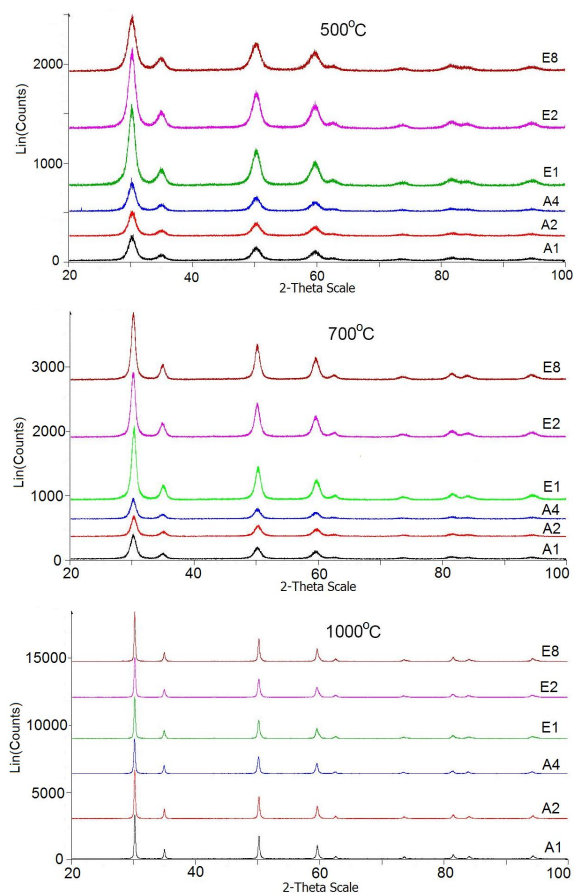 500°C
2000
1000
0
Lin(Counts)
E8
E2
E1
A4
A2
A1
20 40 60 80 100
2-Theta Scale
700°C
3000
2000
1000
0
Lin(Counts)
E8
E2
E1
A4
A2
A1
20 40 60 80 100
2-Theta Scale
1000°C
15000
10000
5000
0
Lin(Counts)
E8
E2
E1
A4
A2
A1
20 40 60 80 100
2-Theta Scale